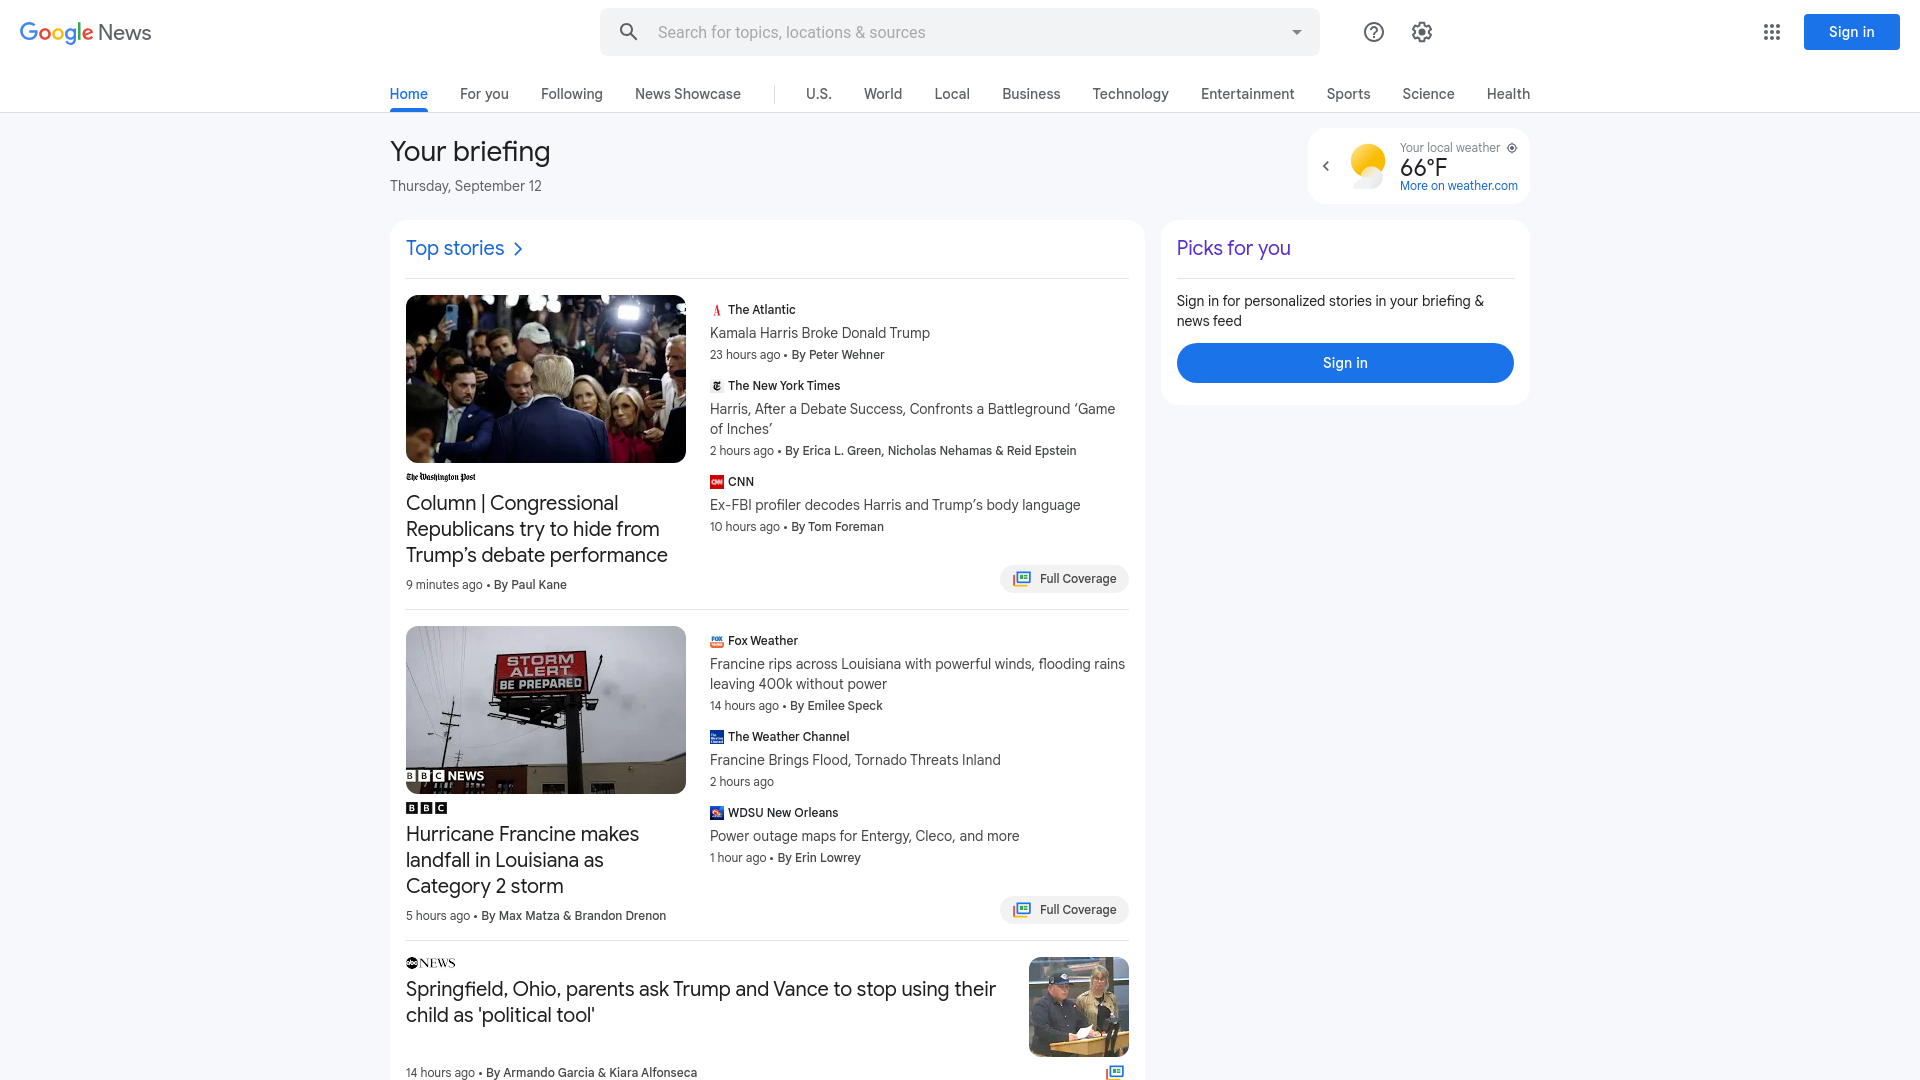 Google News
Search for topics, locations & sources
Sign in
Home
For you
Following
News Showcase
U.S.
World
Local
Business
Technology
Entertainment
Sports
Science
Health
Your briefing
Thursday, September 12
Your local weather
66°F
More on weather.com
Top stories
The Washington Post
Column | Congressional
Republicans try to hide from
Trump’s debate performance
9 minutes ago • By Paul Kane
The Atlantic
Kamala Harris Broke Donald Trump
23 hours ago • By Peter Wehner
The New York Times
Harris, After a Debate Success, Confronts a Battleground ‘Game
of Inches’
2 hours ago • By Erica L. Green, Nicholas Nehamas & Reid Epstein
CNN
Ex-FBI profiler decodes Harris and Trump’s body language
10 hours ago • By Tom Foreman
Full Coverage
STORM
ALERT
BE PREPARED
BBC NEWS
BBC
Hurricane Francine makes
landfall in Louisiana as
Category 2 storm
5 hours ago • By Max Matza & Brandon Drenon
Fox Weather
Francine rips across Louisiana with powerful winds, flooding rains
leaving 400k without power
14 hours ago • By Emilee Speck
The Weather Channel
Francine Brings Flood, Tornado Threats Inland
2 hours ago
WDSU New Orleans
Power outage maps for Entergy, Cleco, and more
1 hour ago • By Erin Lowrey
Full Coverage
abc NEWS
Springfield, Ohio, parents ask Trump and Vance to stop using their
child as 'political tool'
14 hours ago • By Armando Garcia & Kiara Alfonseca
Picks for you
Sign in for personalized stories in your briefing &
news feed
Sign in